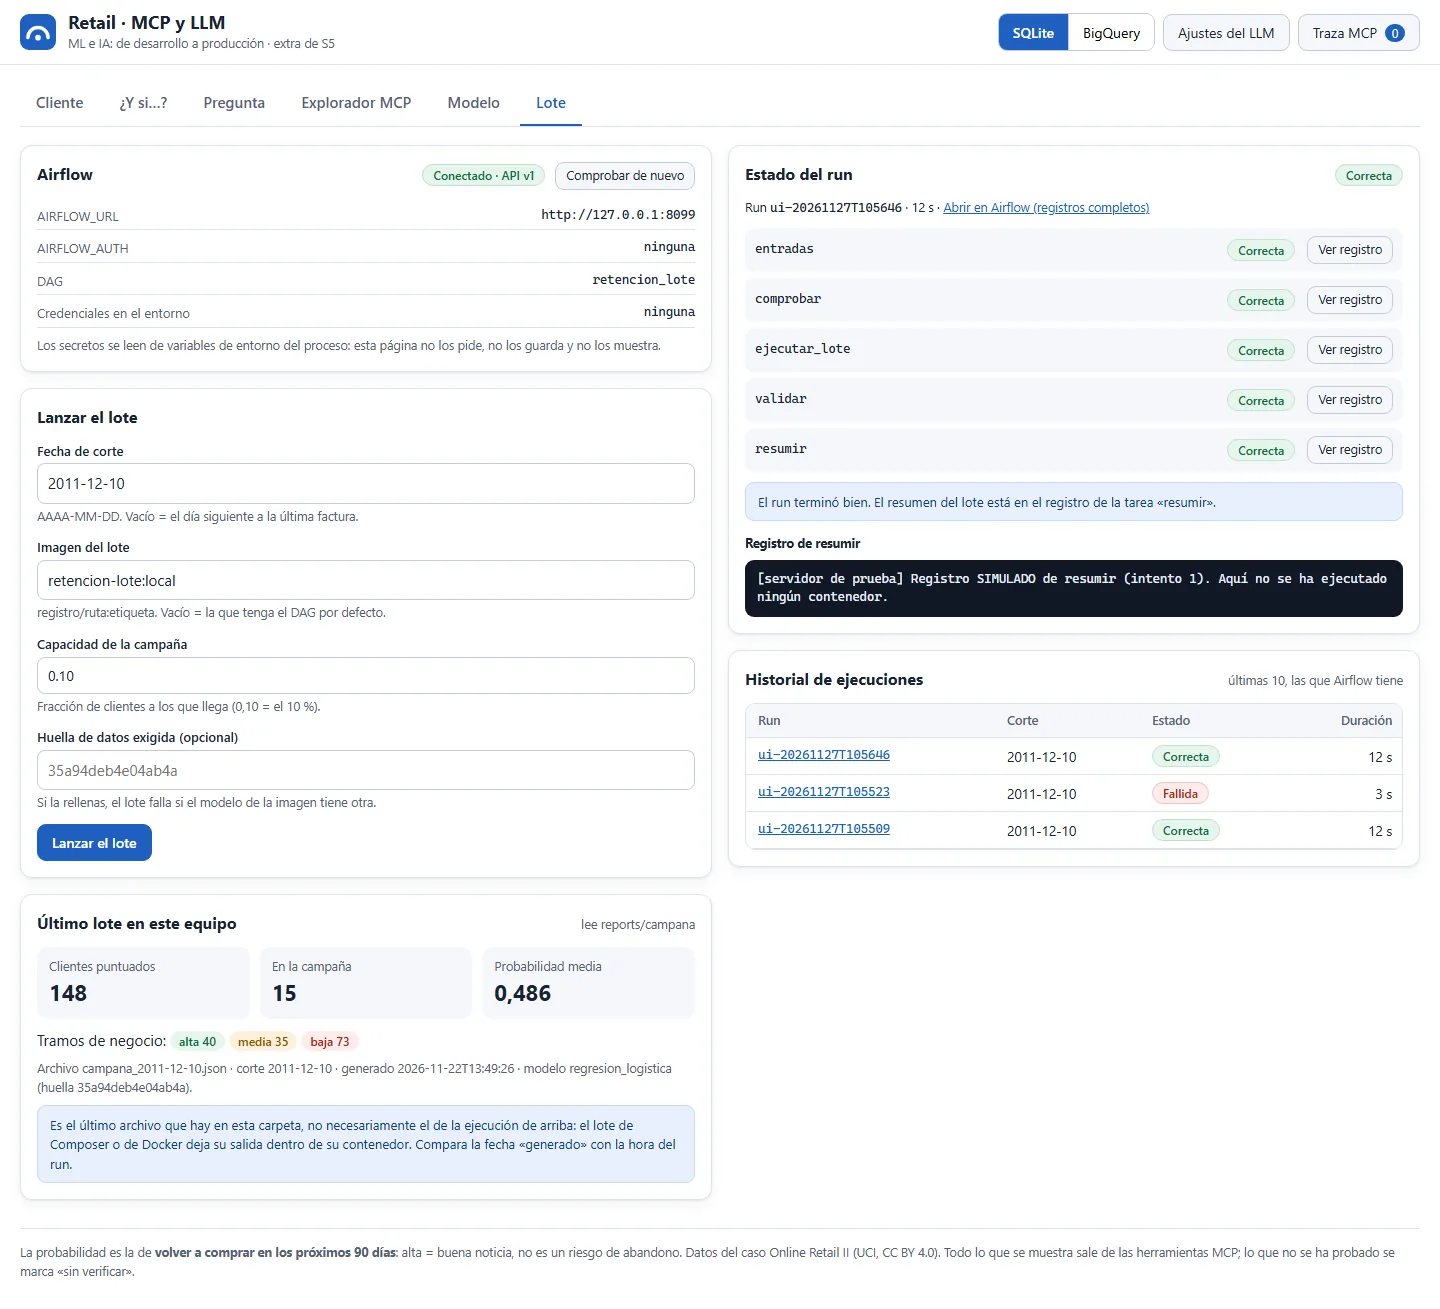 Retail · MCP y LLM
ML e IA: de desarrollo a producción · extra de S5
SQLite
BigQuery
Ajustes del LLM
Traza MCP 0
Cliente
¿Y si...?
Pregunta
Explorador MCP
Modelo
Lote
Airflow
Conectado · API v1
Comprobar de nuevo
AIRFLOW_URL
http://127.0.0.1:8099
AIRFLOW_AUTH
ninguna
DAG
retencion_lote
Credenciales en el entorno
ninguna
Los secretos se leen de variables de entorno del proceso: esta página no los pide, no los guarda y no los muestra.
Lanzar el lote
Fecha de corte
2011-12-10
AAAA-MM-DD. Vacío = el día siguiente a la última factura.
Imagen del lote
retencion-lote:local
registro/ruta:etiqueta. Vacío = la que tenga el DAG por defecto.
Capacidad de la campaña
0.10
Fracción de clientes a los que llega (0,10 = el 10 %).
Huella de datos exigida (opcional)
35a94deb4e04ab4a
Si la rellenas, el lote falla si el modelo de la imagen tiene otra.
Lanzar el lote
Último lote en este equipo
lee reports/campana
Clientes puntuados
148
En la campaña
15
Probabilidad media
0,486
Tramos de negocio: alta 40 media 35 baja 73
Archivo campana_2011-12-10.json · corte 2011-12-10 · generado 2026-11-22T13:49:26 · modelo regresion_logistica
(huella 35a94deb4e04ab4a).
Es el último archivo que hay en esta carpeta, no necesariamente el de la ejecución de arriba: el lote de
Composer o de Docker deja su salida dentro de su contenedor. Compara la fecha «generado» con la hora del
run.
Estado del run
Correcta
Run ui-20261127T105646 · 12 s · Abrir en Airflow (registros completos)
entradas
Correcta
Ver registro
comprobar
Correcta
Ver registro
ejecutar_lote
Correcta
Ver registro
validar
Correcta
Ver registro
resumir
Correcta
Ver registro
El run terminó bien. El resumen del lote está en el registro de la tarea «resumir».
Registro de resumir
[servidor de prueba] Registro SIMULADO de resumir (intento 1). Aquí no se ha ejecutado
ningún contenedor.
Historial de ejecuciones
últimas 10, las que Airflow tiene
Run Corte Estado Duración
ui-20261127T105646 2011-12-10 Correcta 12 s
ui-20261127T105523 2011-12-10 Fallida 3 s
ui-20261127T105509 2011-12-10 Correcta 12 s
La probabilidad es la de volver a comprar en los próximos 90 días: alta = buena noticia, no es un riesgo de abandono. Datos del caso Online Retail II (UCI, CC BY 4.0). Todo lo que se muestra sale de las herramientas MCP; lo que no se ha probado se
marca «sin verificar».